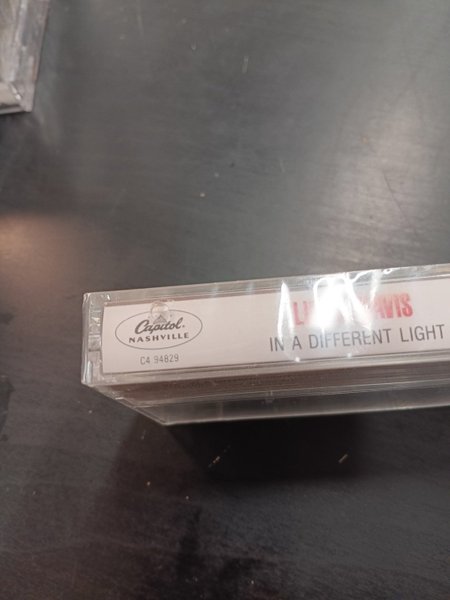 Capitol.
NASHVILLE
C4 94829
IN A DIFFERENT LIGHT